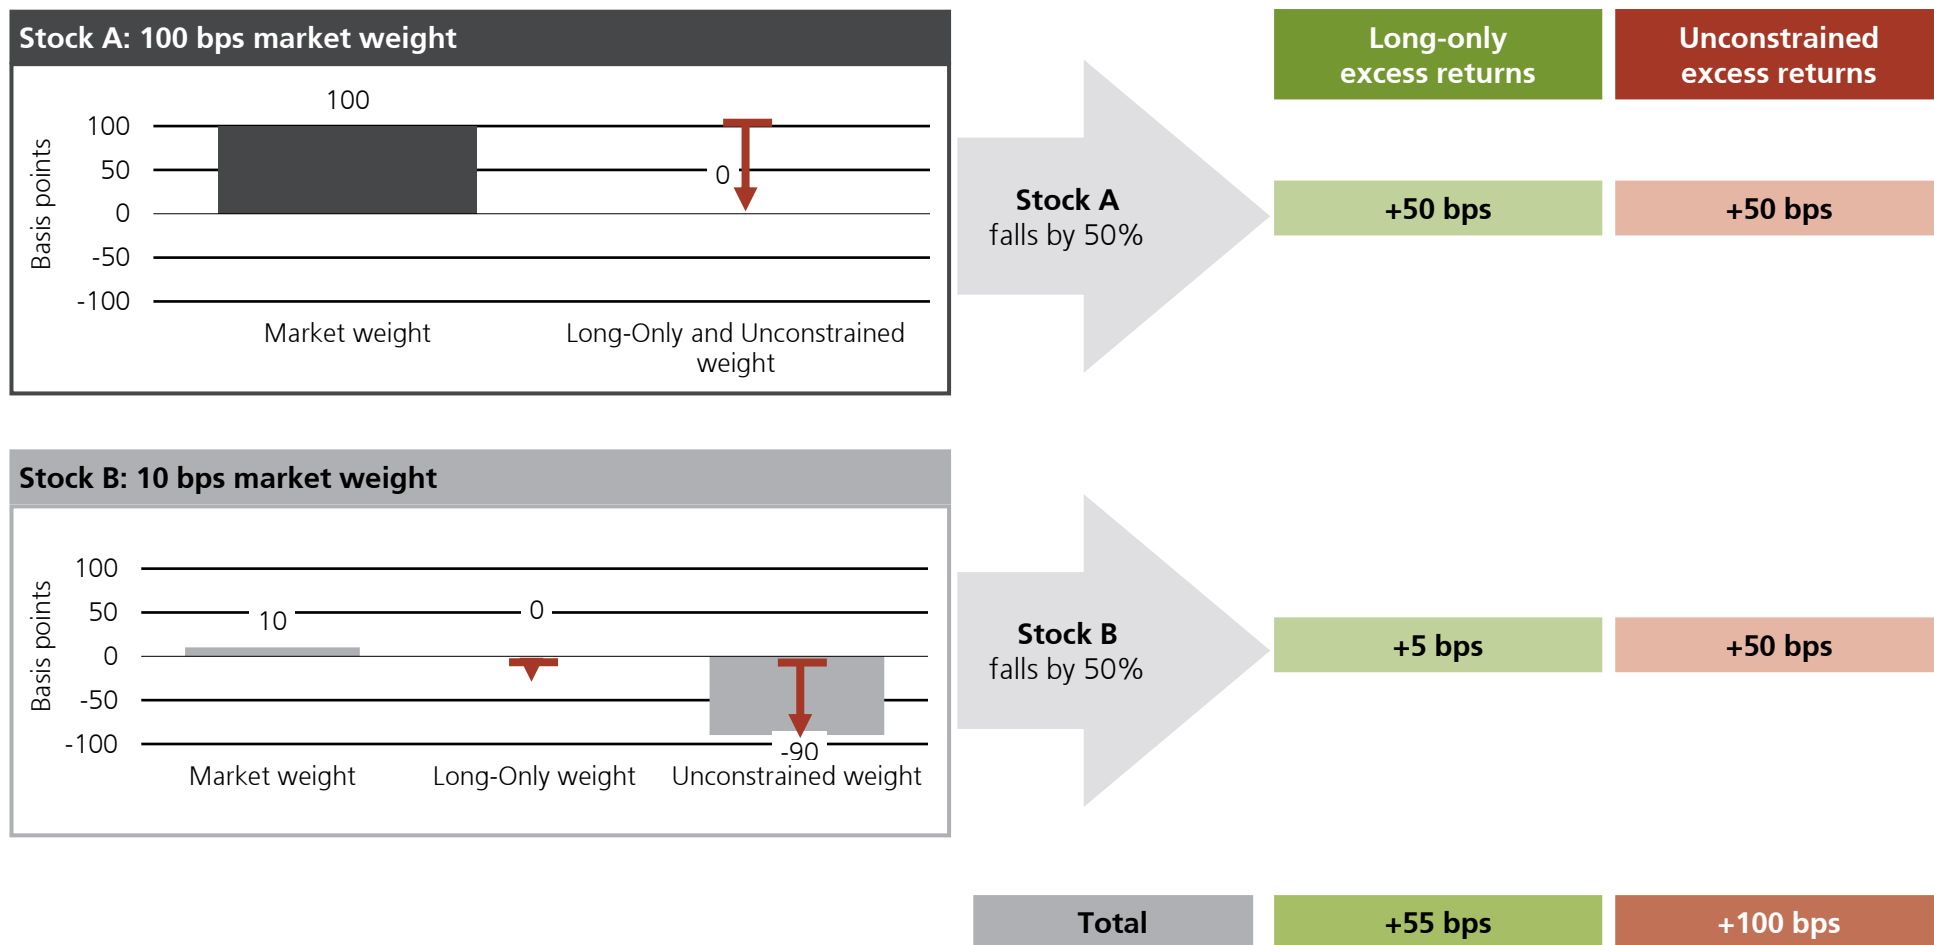 Stock A: 100 bps market weight
100
100
50
0
-50
-100
Basis points
0
Market weight
Long-Only and Unconstrained
weight
Stock A
falls by 50%
Long-only
excess returns
Unconstrained
excess returns
+50 bps
+50 bps
Stock B: 10 bps market weight
100
50
0
-50
-100
Basis points
10
0
-90
Market weight
Long-Only weight
Unconstrained weight
Stock B
falls by 50%
+5 bps
+50 bps
Total
+55 bps
+100 bps